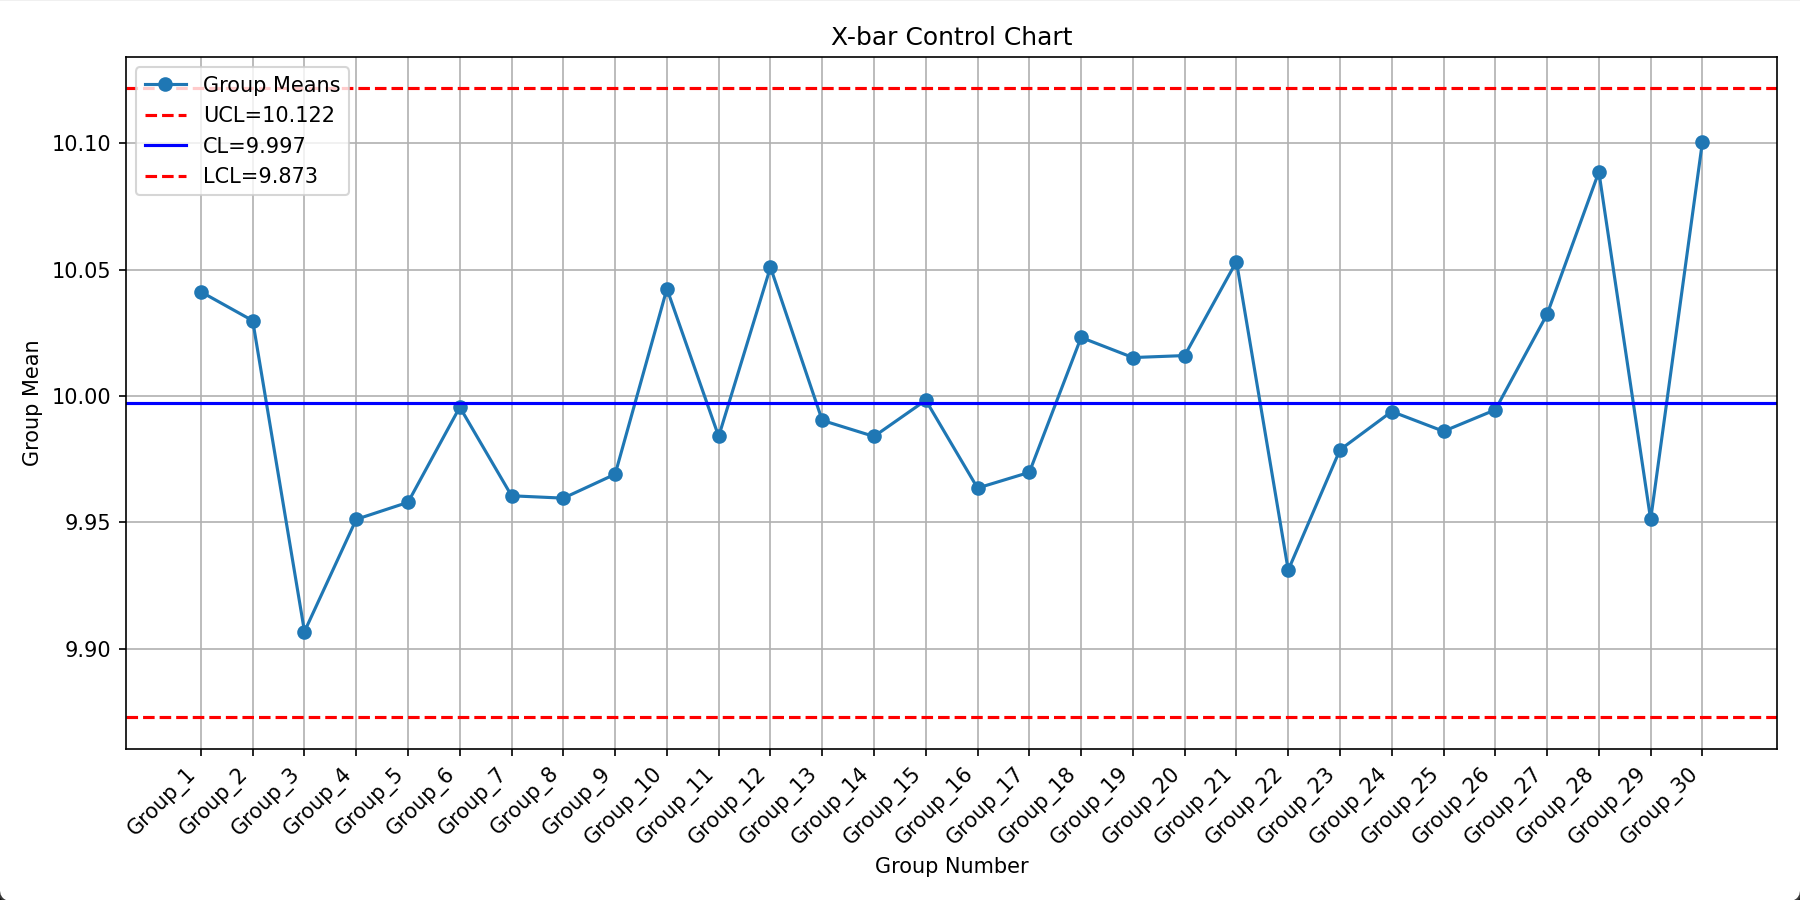 X-bar Control Chart
Group Means
UCL=10.122
CL=9.997
LCL=9.873
Group Mean
10.10
10.05
10.00
9.95
9.90
Group_1
Group_2
Group_3
Group_4
Group_5
Group_6
Group_7
Group_8
Group_9
Group_10
Group_11
Group_12
Group_13
Group_14
Group_15
Group_16
Group_17
Group_18
Group_19
Group_20
Group_21
Group_22
Group_23
Group_24
Group_25
Group_26
Group_27
Group_28
Group_29
Group_30
Group Number